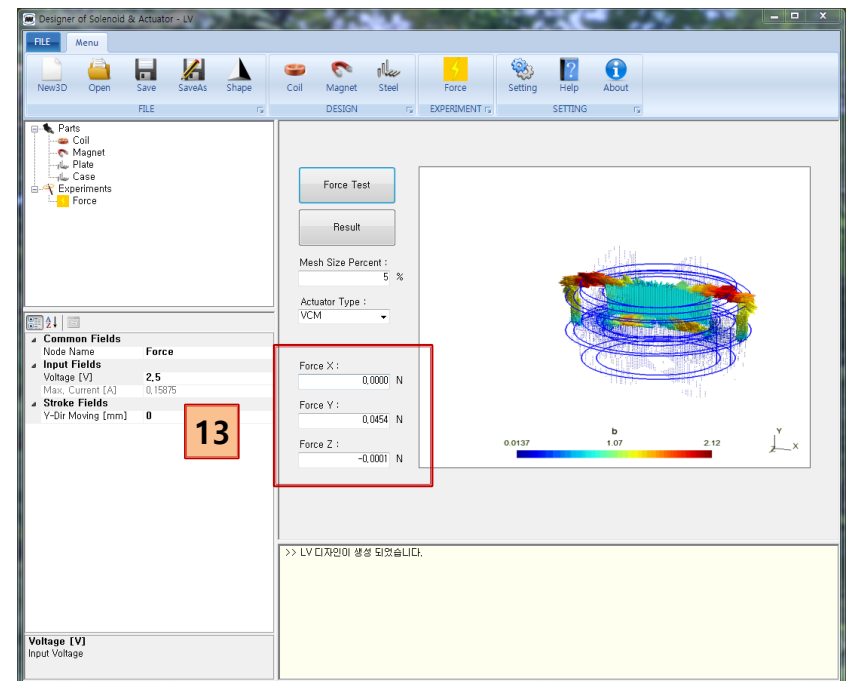 Designer of Solenoid & Actuator - LV
FILE Menu
New3D Open Save SaveAs Shape Coil Magnet Steel Force Setting Help About
FILE DESIGN EXPERIMENT SETTING
Parts
Coil
Magnet
Plate
Case
Experiments
Force
Force Test
Result
Mesh Size Percent :
5 %
Actuator Type :
VCM
Common Fields
Node Name Force
Input Fields
Voltage [V] 2,5
Max, Current [A] 0,15875
Stroke Fields
Y-Dir Moving [mm] 0
13
Force X :
0,0000 N
Force Y :
0,0454 N
Force Z :
-0,0001 N
b
0.0137 1.07 2.12
Y
Z X
>> LV 디자인이 생성 되었습니다.
Voltage [V]
Input Voltage